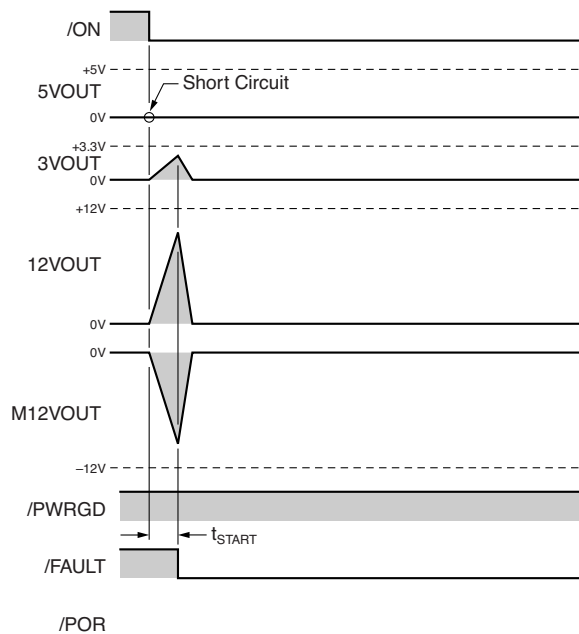 /ON
+5V
Short Circuit
5VOUT
0V
+3.3V
3VOUT
0V
+12V
12VOUT
0V
0V
M12VOUT
–12V
/PWRGD
tSTART
/FAULT
/POR